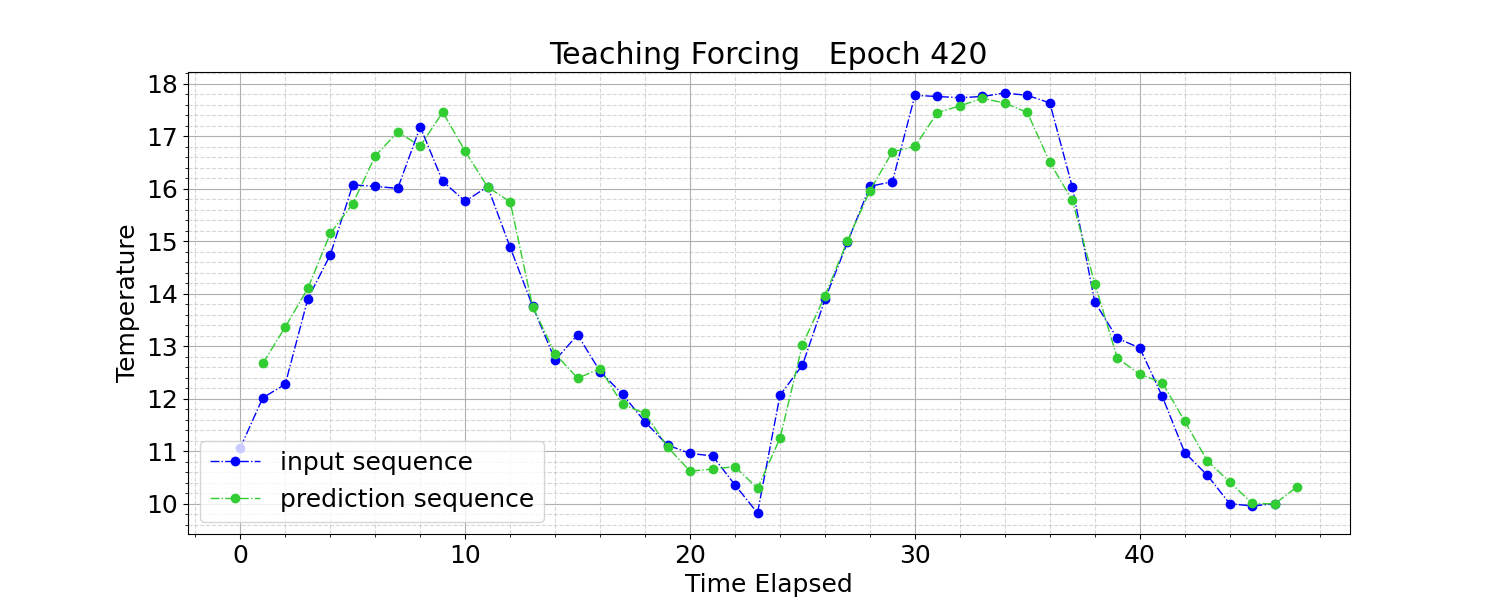 Teaching Forcing   Epoch 420
Temperature
18
17
16
15
14
13
12
11
10
input sequence
prediction sequence
0 10 20 30 40
Time Elapsed